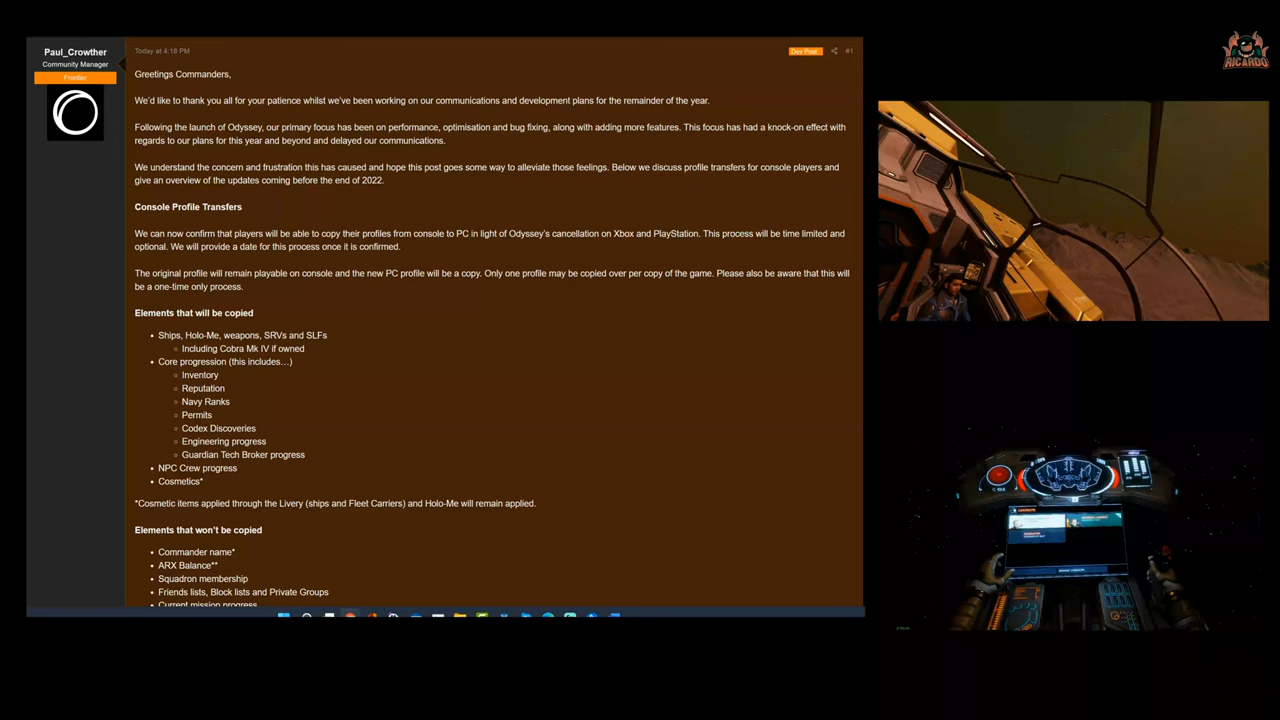 Paul_Crowther
Community Manager
Frontier
Today at 4:18 PM
Dev Post
#1
Greetings Commanders,
We'd like to thank you all for your patience whilst we've been working on our communications and development plans for the remainder of the year.
Following the launch of Odyssey, our primary focus has been on performance, optimisation and bug fixing, along with adding more features. This focus has had a knock-on effect with
regards to our plans for this year and beyond and delayed our communications.
We understand the concern and frustration this has caused and hope this post goes some way to alleviate those feelings. Below we discuss profile transfers for console players and
give an overview of the updates coming before the end of 2022.
Console Profile Transfers
We can now confirm that players will be able to copy their profiles from console to PC in light of Odyssey's cancellation on Xbox and PlayStation. This process will be time limited and
optional. We will provide a date for this process once it is confirmed.
The original profile will remain playable on console and the new PC profile will be a copy. Only one profile may be copied over per copy of the game. Please also be aware that this will
be a one-time only process.
Elements that will be copied
• Ships, Holo-Me, weapons, SRVs and SLFs
○ Including Cobra Mk IV if owned
• Core progression (this includes…)
○ Inventory
○ Reputation
○ Navy Ranks
○ Permits
○ Codex Discoveries
○ Engineering progress
○ Guardian Tech Broker progress
• NPC Crew progress
• Cosmetics*
*Cosmetic items applied through the Livery (ships and Fleet Carriers) and Holo-Me will remain applied.
Elements that won't be copied
• Commander name*
• ARX Balance**
• Squadron membership
• Friends lists, Block lists and Private Groups
• Current mission progress
RICARDO